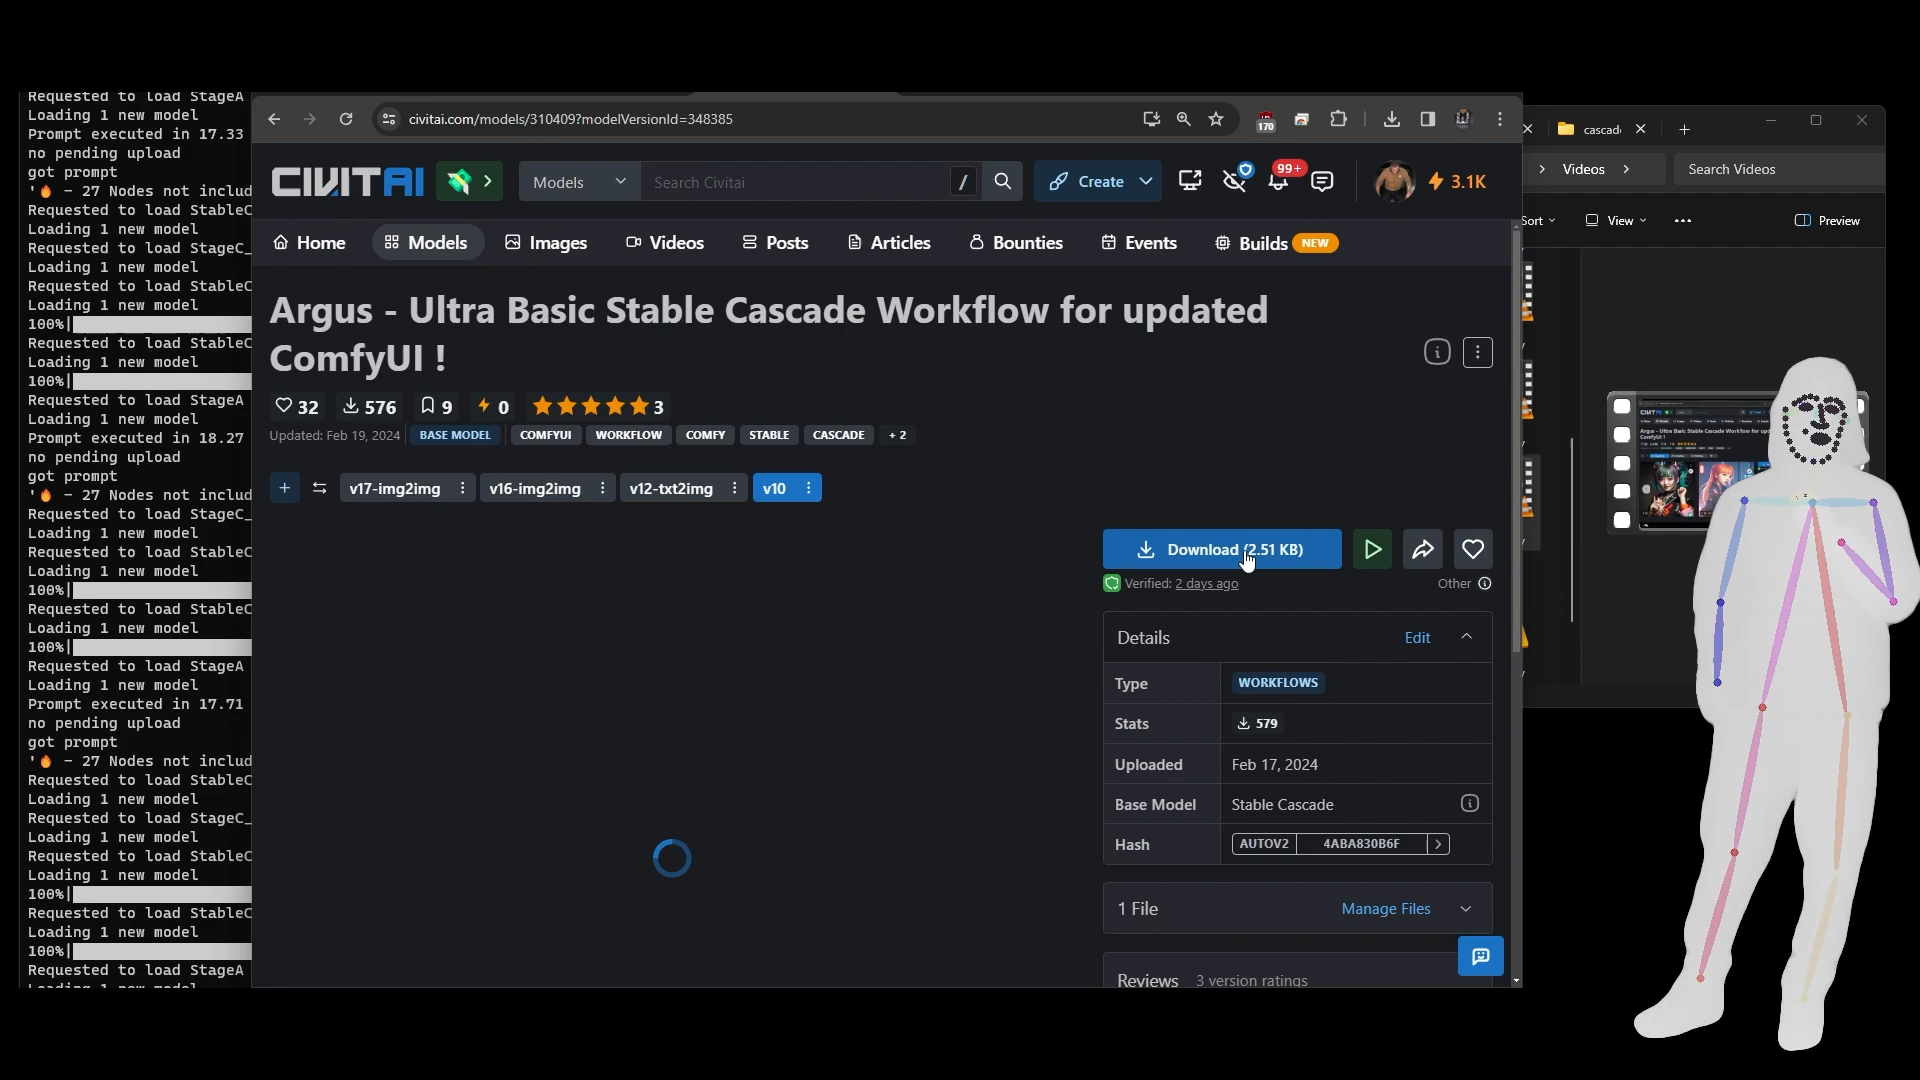 Requested to load StageA
Loading 1 new model
Prompt executed in 17.33
no pending upload
got prompt
'🔥 - 27 Nodes not includ
Requested to load StableC
Loading 1 new model
Requested to load StageC_
Loading 1 new model
Requested to load StableC
Loading 1 new model
100%|
Requested to load StableC
Loading 1 new model
100%|
Requested to load StageA
Loading 1 new model
Prompt executed in 18.27
no pending upload
got prompt
'🔥 - 27 Nodes not includ
Requested to load StageC_
Loading 1 new model
Requested to load StableC
Loading 1 new model
100%|
Requested to load StableC
Loading 1 new model
100%|
Requested to load StageA
Loading 1 new model
Prompt executed in 17.71
no pending upload
got prompt
'🔥 - 27 Nodes not includ
Requested to load StableC
Loading 1 new model
Requested to load StageC_
Loading 1 new model
Requested to load StableC
Loading 1 new model
100%|
Requested to load StableC
Loading 1 new model
100%|
Requested to load StageA
Loading 1 new model
civitai.com/models/310409?modelVersionId=348385
170
CIVITAI
Models
Search Civitai
/
Create
99+
3.1K
Home
Models
Images
Videos
Posts
Articles
Bounties
Events
Builds NEW
Argus - Ultra Basic Stable Cascade Workflow for updated
ComfyUI !
32
576
9
0
3
Updated: Feb 19, 2024
BASE MODEL
COMFYUI
WORKFLOW
COMFY
STABLE
CASCADE
+ 2
v17-img2img
v16-img2img
v12-txt2img
v10
Download (2.51 KB)
Verified: 2 days ago
Other
Details
Edit
Type
WORKFLOWS
Stats
579
Uploaded
Feb 17, 2024
Base Model
Stable Cascade
Hash
AUTOV2
4ABA830B6F
1 File
Manage Files
Reviews
3 version ratings
cascad
Videos
Search Videos
Sort
View
Preview